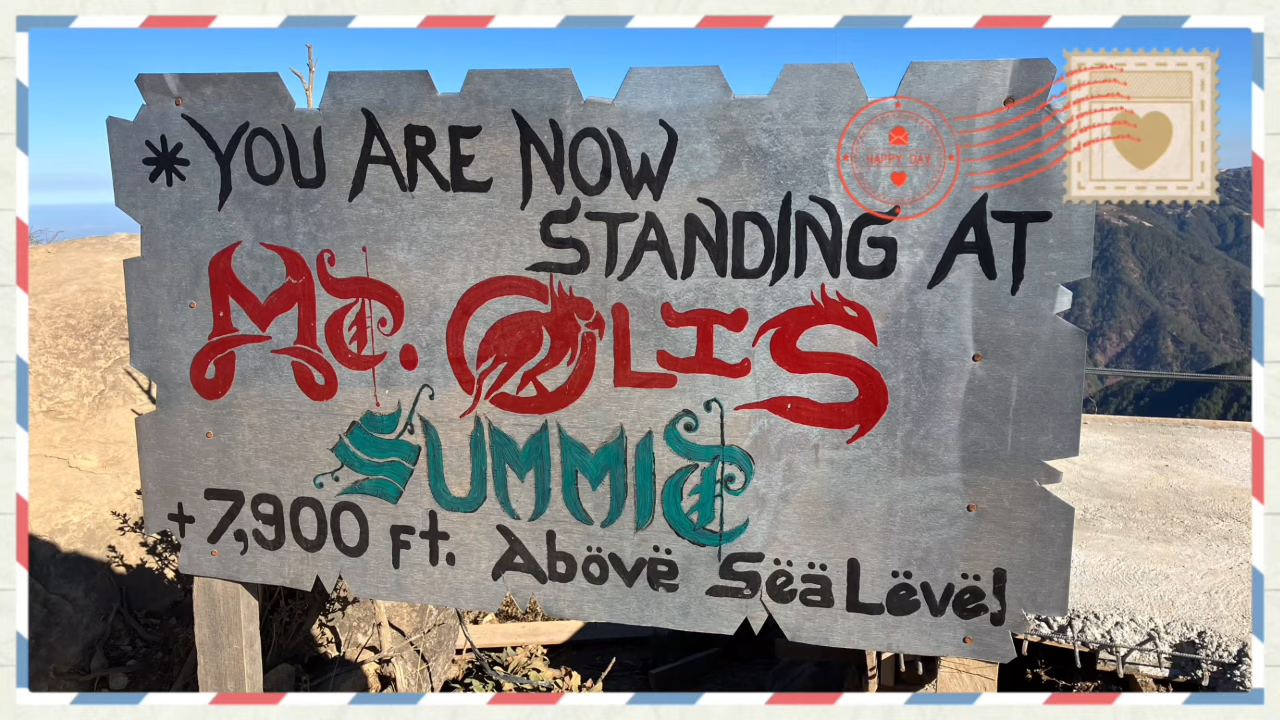 *YOU ARE NOW
STANDING AT
Mt. OLIS
SUMMIT
+7,900 Ft. Abövë Sëä Lëvël
HAPPY DAY